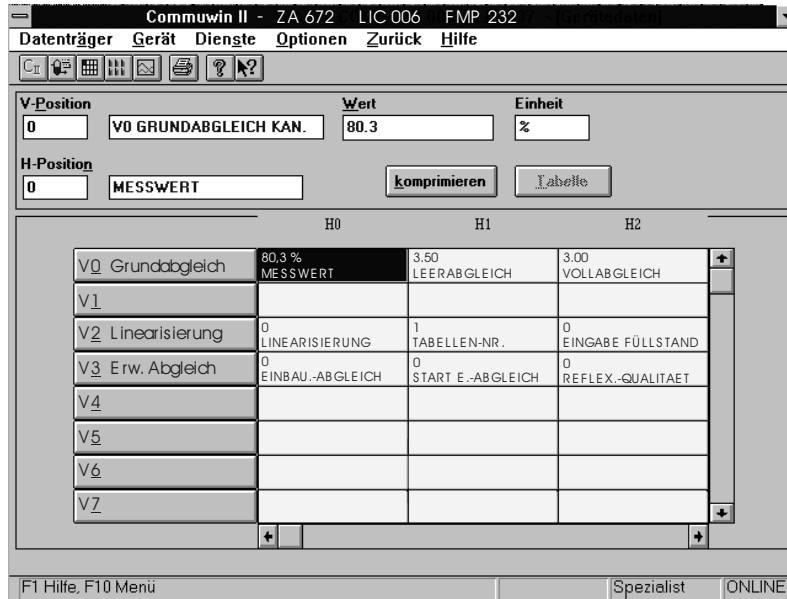 Commuwin II - ZA 672 LIC 006 FMP 232
Datenträger Gerät Dienste Optionen Zurück Hilfe
V-Position Wert Einheit
0 V0 GRUNDABGLEICH KAN. 80.3 %
H-Position
0 MESSWERT komprimieren Tabelle
H0 H1 H2
V0 Grundabgleich 80,3 % 3.50 3.00
MESSWERT LEERABGLEICH VOLLABGLEICH
V1
V2 Linearisierung 0 1 0
LINEARISIERUNG TABELLEN-NR. EINGABE FÜLLSTAND
V3 Erw. Abgleich 0 0 0
EINBAU.-ABGLEICH START E.-ABGLEICH REFLEX.-QUALITAET
V4
V5
V6
V7
F1 Hilfe, F10 Menü Spezialist ONLINE